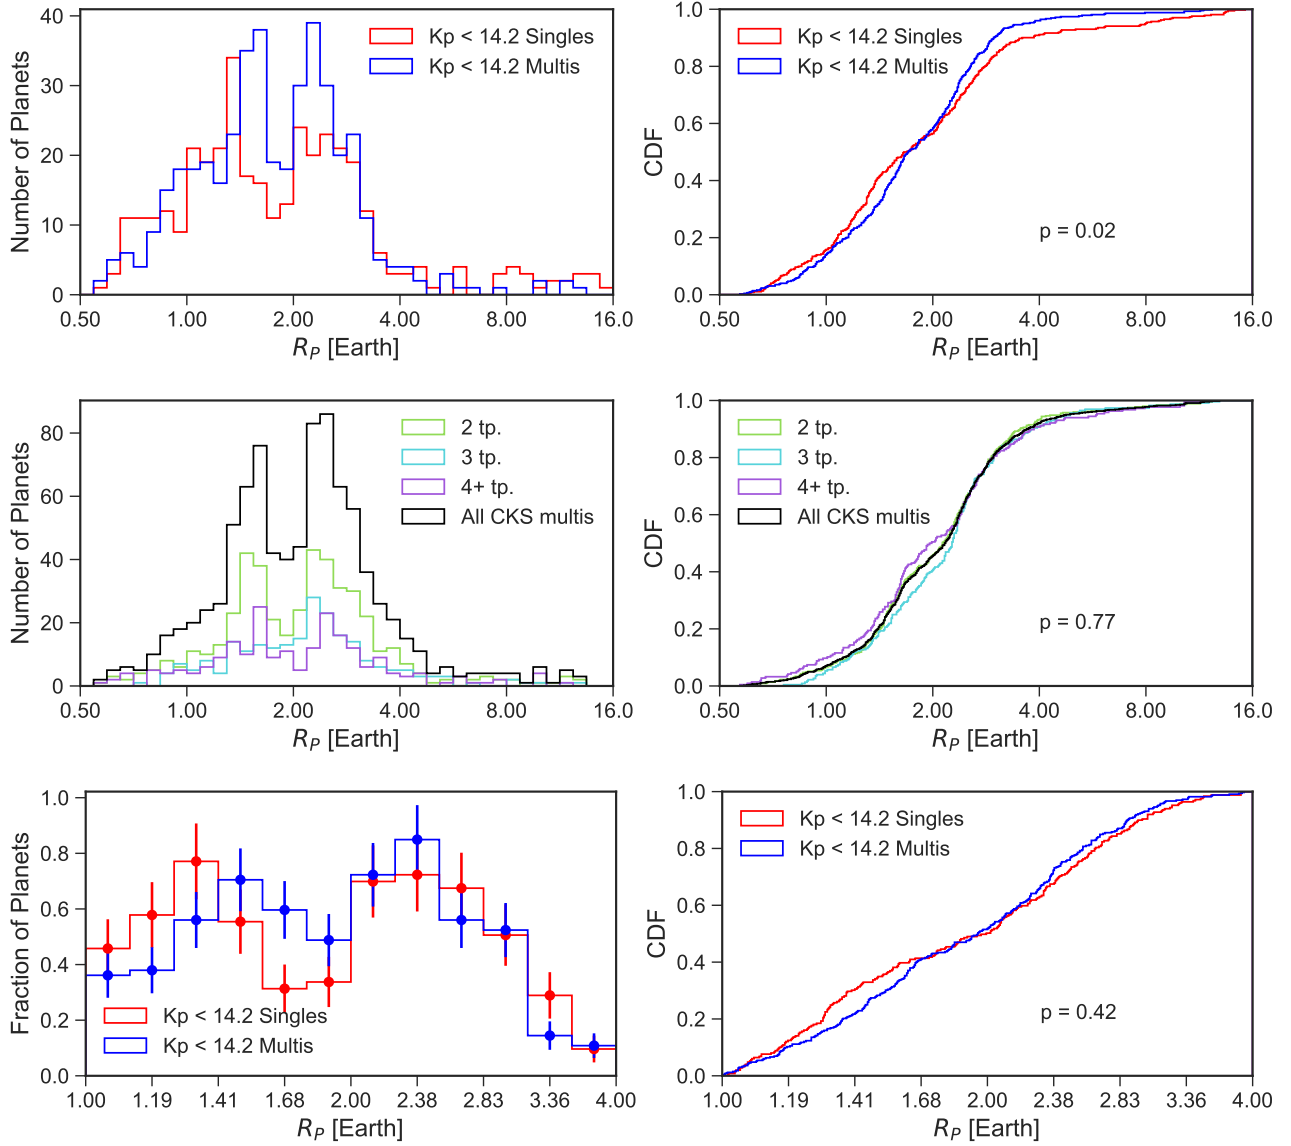 Number of Planets
40
30
20
10
0
Kp < 14.2 Singles
Kp < 14.2 Multis
0.50 1.00 2.00 4.00 8.00 16.0
R_P [Earth]
CDF
1.0
0.8
0.6
0.4
0.2
0.0
Kp < 14.2 Singles
Kp < 14.2 Multis
p = 0.02
0.50 1.00 2.00 4.00 8.00 16.0
R_P [Earth]
Number of Planets
80
60
40
20
0
2 tp.
3 tp.
4+ tp.
All CKS multis
0.50 1.00 2.00 4.00 8.00 16.0
R_P [Earth]
CDF
1.0
0.8
0.6
0.4
0.2
0.0
2 tp.
3 tp.
4+ tp.
All CKS multis
p = 0.77
0.50 1.00 2.00 4.00 8.00 16.0
R_P [Earth]
Fraction of Planets
1.0
0.8
0.6
0.4
0.2
0.0
Kp < 14.2 Singles
Kp < 14.2 Multis
1.00 1.19 1.41 1.68 2.00 2.38 2.83 3.36 4.00
R_P [Earth]
CDF
1.0
0.8
0.6
0.4
0.2
0.0
Kp < 14.2 Singles
Kp < 14.2 Multis
p = 0.42
1.00 1.19 1.41 1.68 2.00 2.38 2.83 3.36 4.00
R_P [Earth]